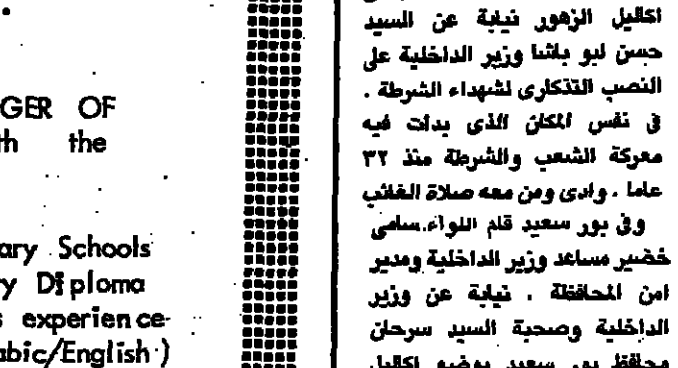 GER OF
th the
ary Schools
ry Diploma
s experience
abic/English)
اكاليل الزهور نيابة عن السيد
حسن ابو باشا وزير الداخلية على
النصب التذكارى لشهداء الشرطة .
فى نفس المكان الذى بدات فيه
معركة الشعب والشرطة منذ ٣٢
عاما . وادى ومن معه صلاة الغائب
وفى بور سعيد قام اللواء سامى
خضير مساعد وزير الداخلية ومدير
امن المحافظة . نيابة عن وزير
الداخلية وصحبة السيد سرحان
محافظ بور سعيد بوضع اكاليل